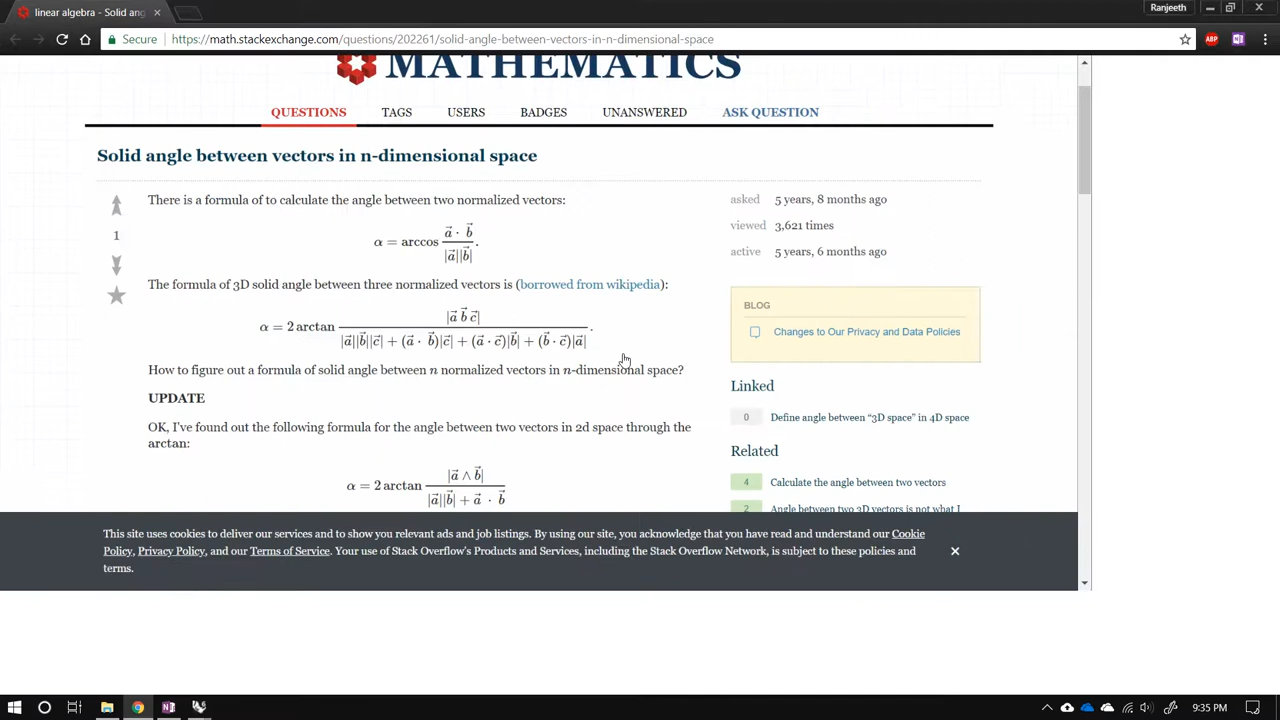 linear algebra - Solid ang
Ranjeeth
Secure https://math.stackexchange.com/questions/202261/solid-angle-between-vectors-in-n-dimensional-space
ABP
MATHEMATICS
QUESTIONS TAGS USERS BADGES UNANSWERED ASK QUESTION
Solid angle between vectors in n-dimensional space
There is a formula of to calculate the angle between two normalized vectors:
α = arccos (a⃗ · b⃗) / (|a⃗||b⃗|).
The formula of 3D solid angle between three normalized vectors is (borrowed from wikipedia):
α = 2 arctan |a⃗ b⃗ c⃗| / (|a⃗||b⃗||c⃗| + (a⃗ · b⃗)|c⃗| + (a⃗ · c⃗)|b⃗| + (b⃗ · c⃗)|a⃗|).
How to figure out a formula of solid angle between n normalized vectors in n-dimensional space?
UPDATE
OK, I've found out the following formula for the angle between two vectors in 2d space through the
arctan:
α = 2 arctan |a⃗ ∧ b⃗| / (|a⃗||b⃗| + a⃗ · b⃗)
1
asked 5 years, 8 months ago
viewed 3,621 times
active 5 years, 6 months ago
BLOG
Changes to Our Privacy and Data Policies
Linked
0 Define angle between "3D space" in 4D space
Related
4 Calculate the angle between two vectors
2 Angle between two 3D vectors is not what I
This site uses cookies to deliver our services and to show you relevant ads and job listings. By using our site, you acknowledge that you have read and understand our Cookie
Policy, Privacy Policy, and our Terms of Service. Your use of Stack Overflow's Products and Services, including the Stack Overflow Network, is subject to these policies and
terms.
9:35 PM